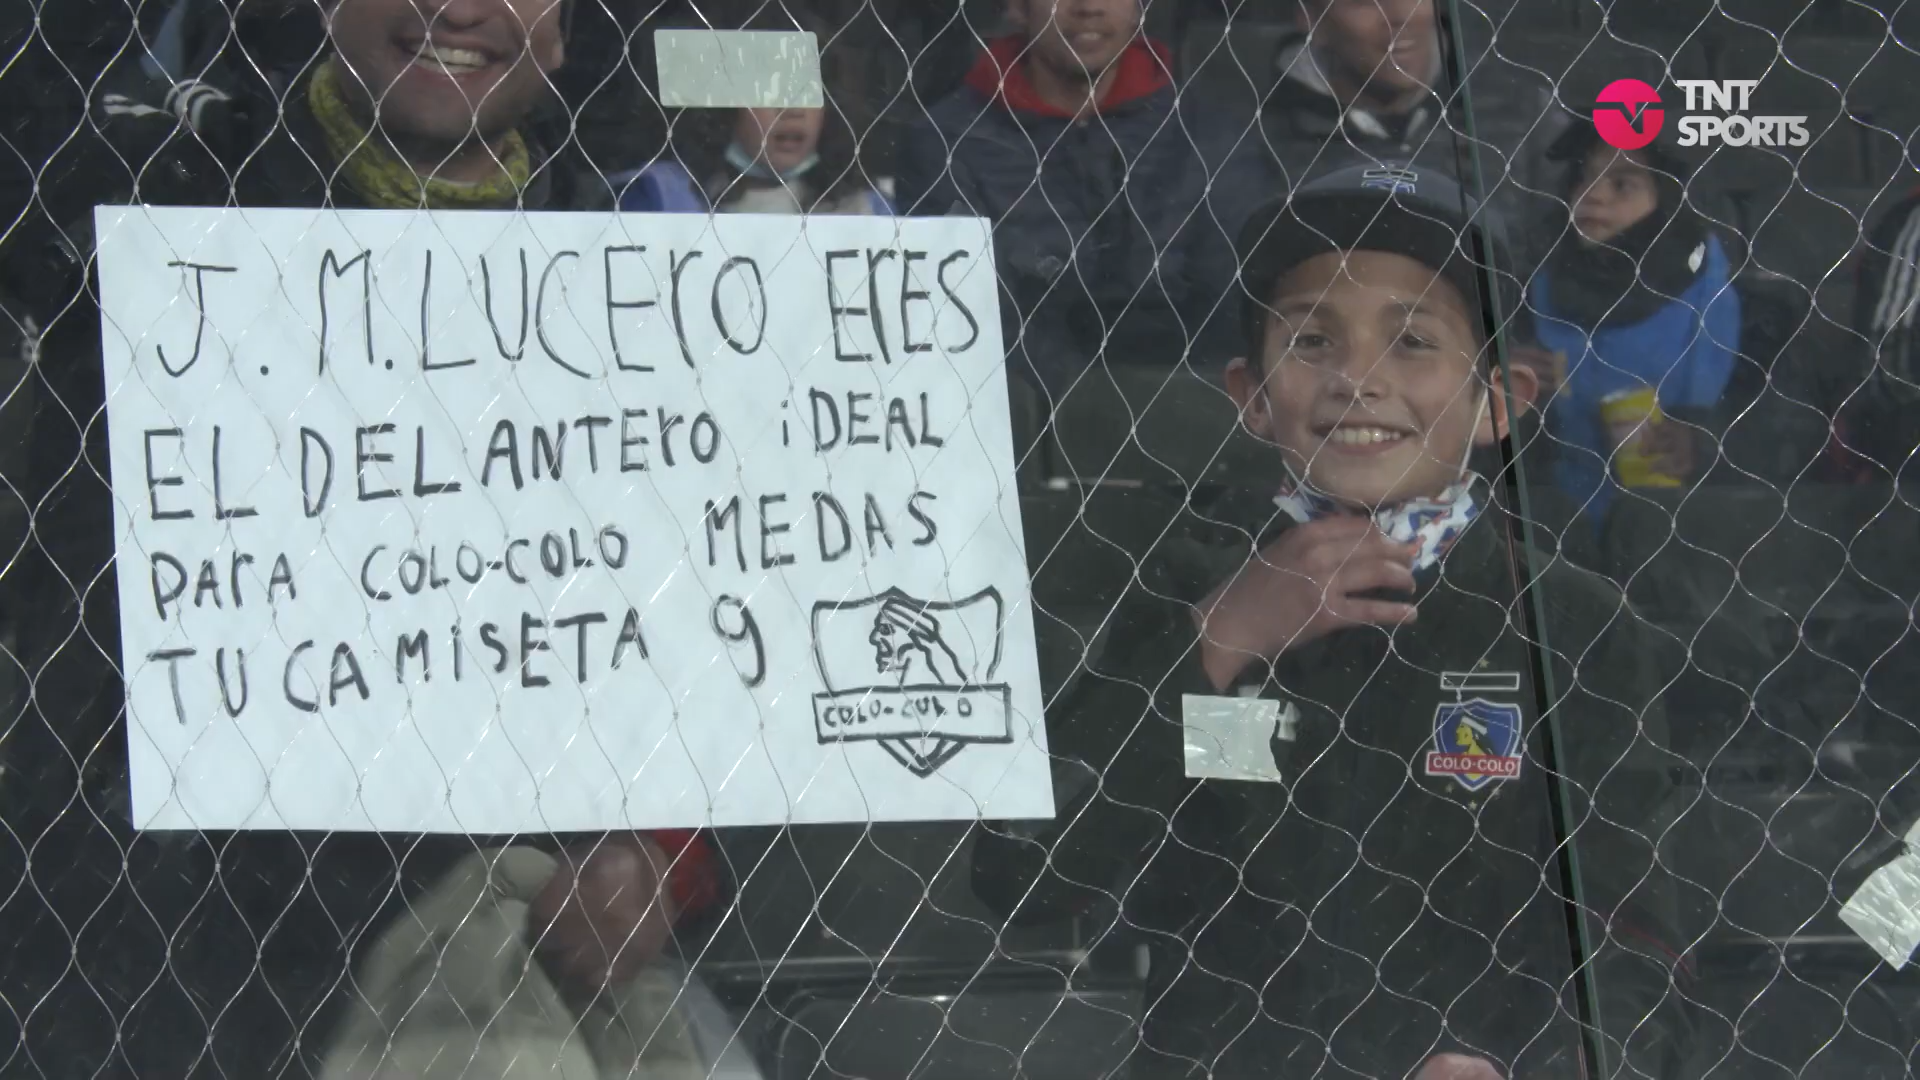 TNT
SPORTS
J. M. LUCErO ErES
EL DELANTErO iDEAL
PArA COLO-COLO MEDAS
TU CAMiSETA 9
COLO-COLO
COLO-COLO